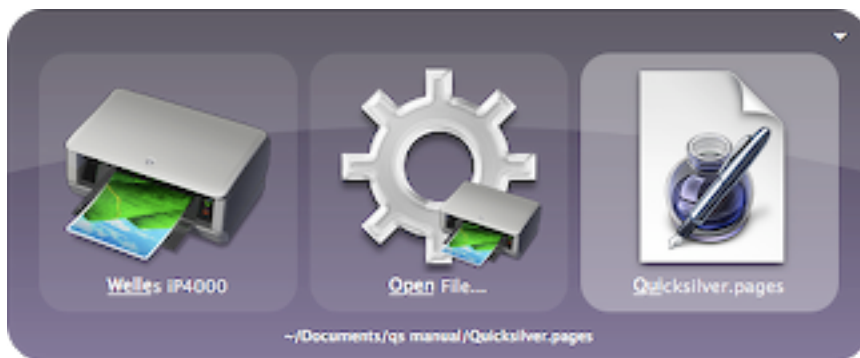 Welles iP4000
Open File...
Quicksilver.pages
~/Documents/qs manual/Quicksilver.pages